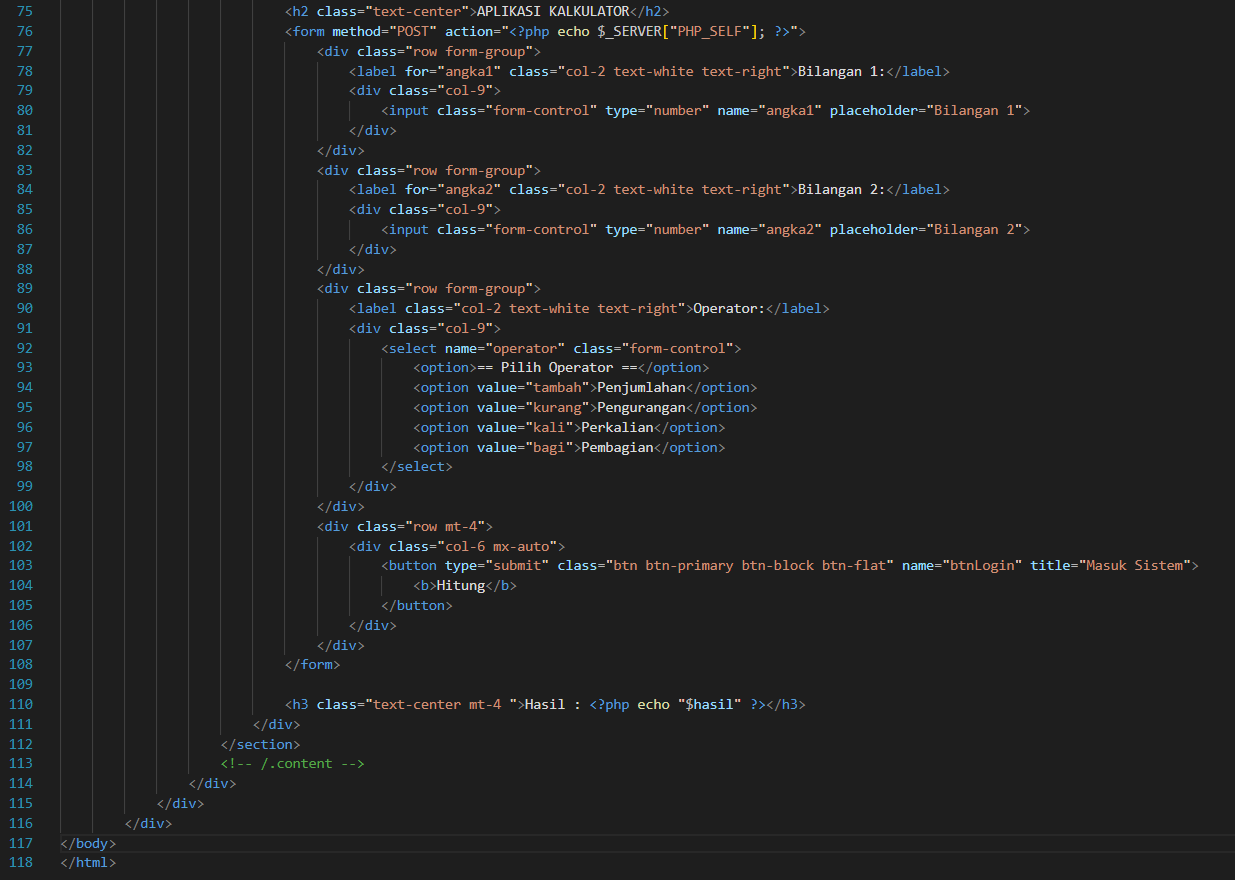 75 <h2 class="text-center">APLIKASI KALKULATOR</h2>
76 <form method="POST" action="<?php echo $_SERVER["PHP_SELF"]; ?>">
77 <div class="row form-group">
78 <label for="angka1" class="col-2 text-white text-right">Bilangan 1:</label>
79 <div class="col-9">
80 <input class="form-control" type="number" name="angka1" placeholder="Bilangan 1">
81 </div>
82 </div>
83 <div class="row form-group">
84 <label for="angka2" class="col-2 text-white text-right">Bilangan 2:</label>
85 <div class="col-9">
86 <input class="form-control" type="number" name="angka2" placeholder="Bilangan 2">
87 </div>
88 </div>
89 <div class="row form-group">
90 <label class="col-2 text-white text-right">Operator:</label>
91 <div class="col-9">
92 <select name="operator" class="form-control">
93 <option>== Pilih Operator ==</option>
94 <option value="tambah">Penjumlahan</option>
95 <option value="kurang">Pengurangan</option>
96 <option value="kali">Perkalian</option>
97 <option value="bagi">Pembagian</option>
98 </select>
99 </div>
100 </div>
101 <div class="row mt-4">
102 <div class="col-6 mx-auto">
103 <button type="submit" class="btn btn-primary btn-block btn-flat" name="btnLogin" title="Masuk Sistem">
104 <b>Hitung</b>
105 </button>
106 </div>
107 </div>
108 </form>
109
110 <h3 class="text-center mt-4 ">Hasil : <?php echo "$hasil" ?></h3>
111 </div>
112 </section>
113 <!-- /.content -->
114 </div>
115 </div>
116 </div>
117 </body>
118 </html>